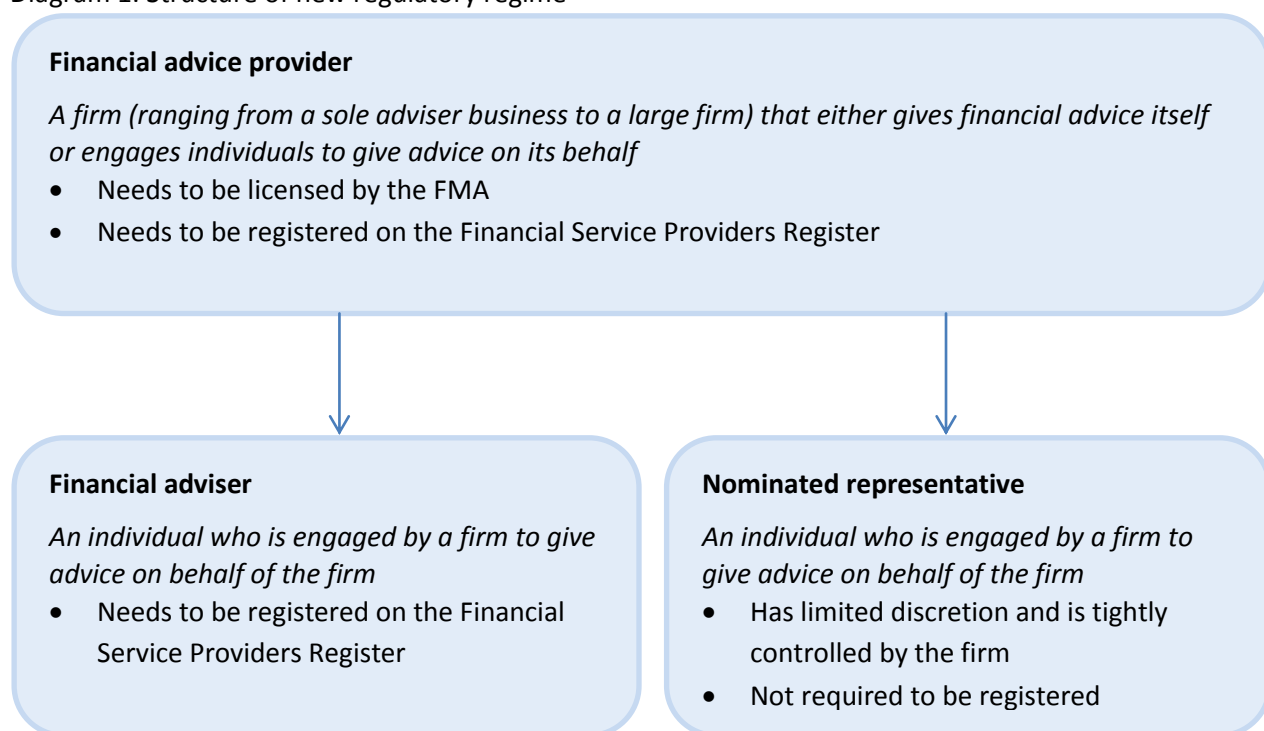 Diagram 1: Structure of new regulatory regime
Financial advice provider
A firm (ranging from a sole adviser business to a large firm) that either gives financial advice itself
or engages individuals to give advice on its behalf
• Needs to be licensed by the FMA
• Needs to be registered on the Financial Service Providers Register
Financial adviser
An individual who is engaged by a firm to give
advice on behalf of the firm
• Needs to be registered on the Financial
Service Providers Register
Nominated representative
An individual who is engaged by a firm to
give advice on behalf of the firm
• Has limited discretion and is tightly
controlled by the firm
• Not required to be registered